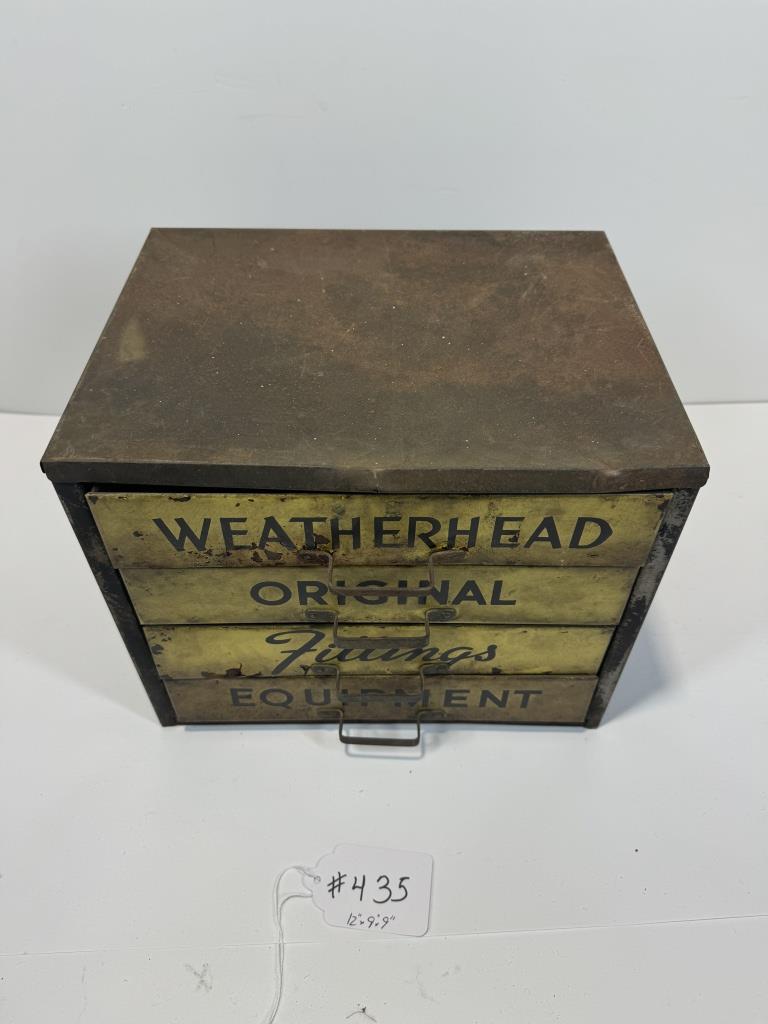 WEATHERHEAD
ORIGINAL
Fittings
EQUIPMENT
#435
12"x9"x9"